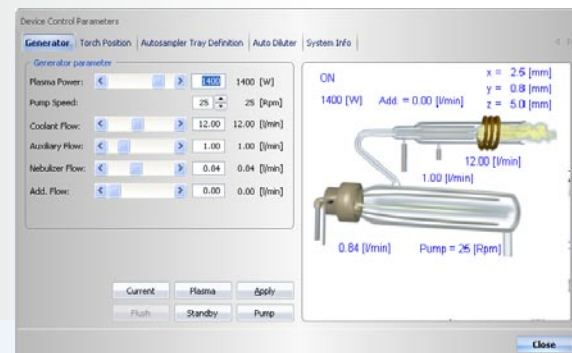 Device Control Parameters
Generator Torch Position Autosampler Tray Definition Auto Diluter System Info
Generator parameter
Plasma Power: 1400 1400 [W]
Pump Speed: 25 25 [Rpm]
Coolant Flow: 12.00 12.00 [l/min]
Auxiliary Flow: 1.00 1.00 [l/min]
Nebulizer Flow: 0.84 0.84 [l/min]
Add. Flow: 0.00 0.00 [l/min]
Current Plasma Apply
Flush Standby Pump
ON
x = 2.5 [mm]
y = 0.8 [mm]
z = 5.0 [mm]
1400 [W] Add. = 0.00 [l/min]
12.00 [l/min]
1.00 [l/min]
0.84 [l/min] Pump = 25 [Rpm]
Close